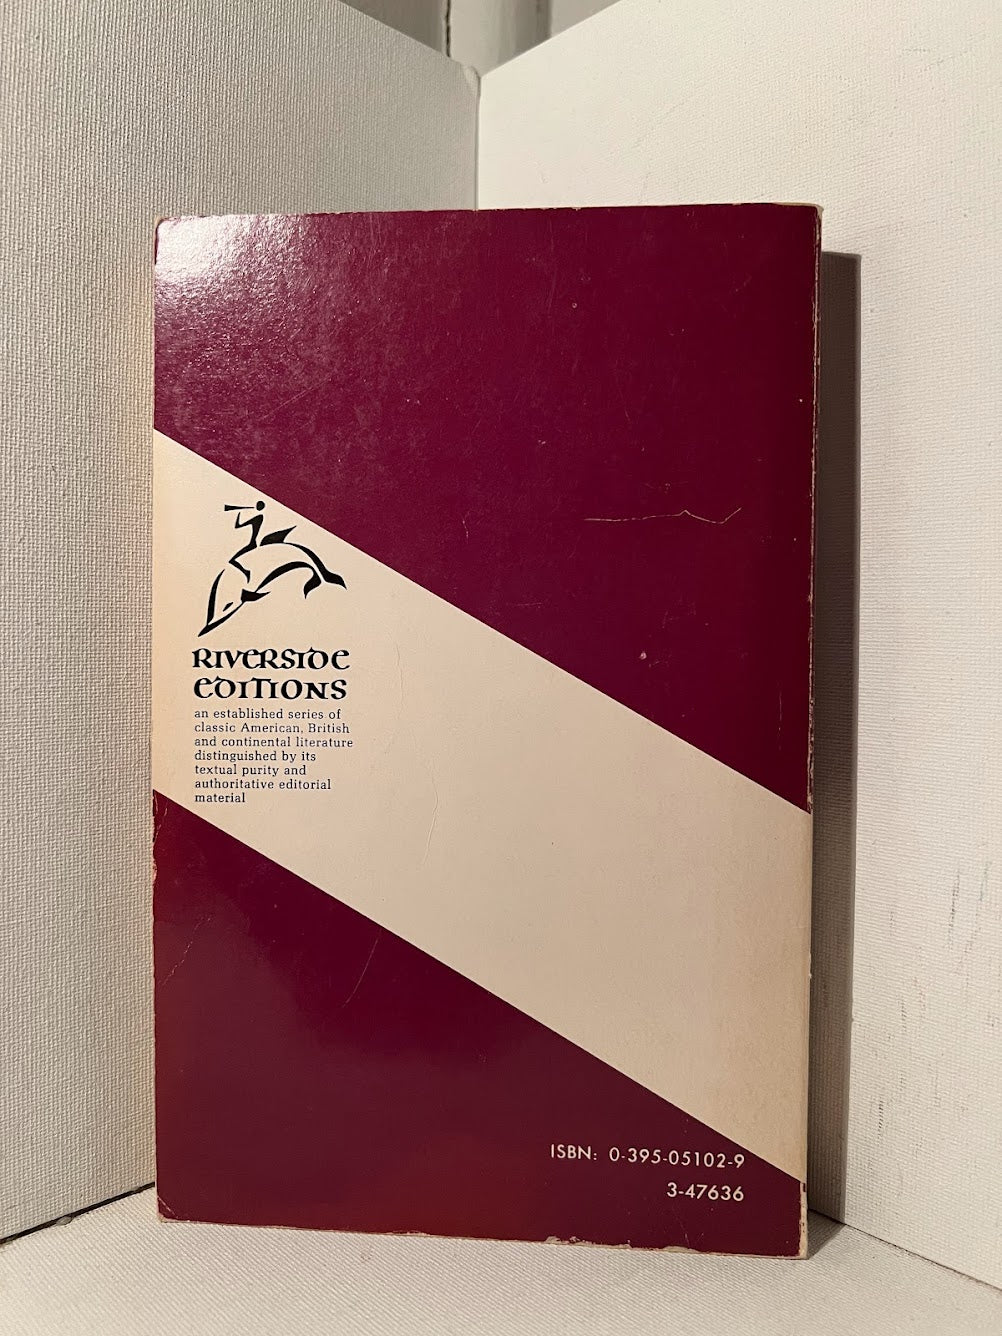 RIVERSIDE
EDITIONS
an established series of
classic American, British
and continental literature
distinguished by its
textual purity and
authoritative editorial
material
ISBN: 0-395-05102-9
3-47636